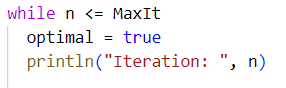 while n <= MaxIt
optimal = true
println("Iteration: ", n)